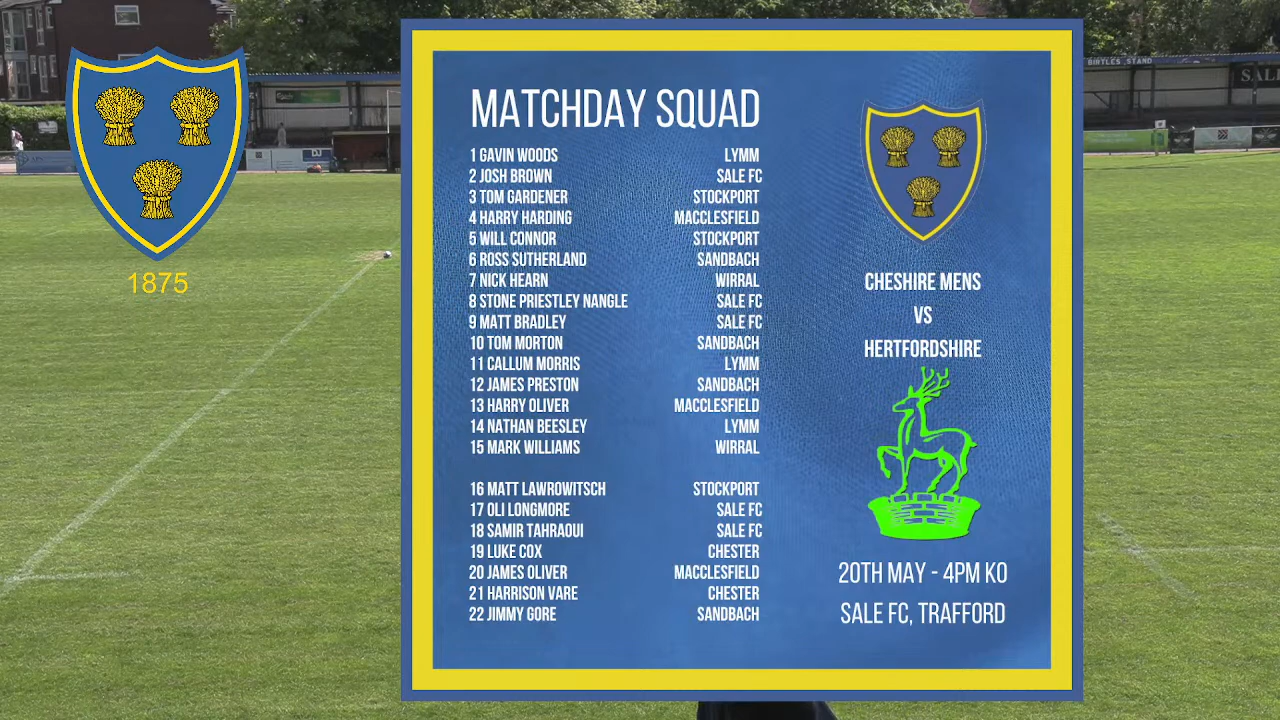 1875
MATCHDAY SQUAD
1 GAVIN WOODS LYMM
2 JOSH BROWN SALE FC
3 TOM GARDENER STOCKPORT
4 HARRY HARDING MACCLESFIELD
5 WILL CONNOR STOCKPORT
6 ROSS SUTHERLAND SANDBACH
7 NICK HEARN WIRRAL
8 STONE PRIESTLEY NANGLE SALE FC
9 MATT BRADLEY SALE FC
10 TOM MORTON SANDBACH
11 CALLUM MORRIS LYMM
12 JAMES PRESTON SANDBACH
13 HARRY OLIVER MACCLESFIELD
14 NATHAN BEESLEY LYMM
15 MARK WILLIAMS WIRRAL
16 MATT LAWROWITSCH STOCKPORT
17 OLI LONGMORE SALE FC
18 SAMIR TAHRAOUI SALE FC
19 LUKE COX CHESTER
20 JAMES OLIVER MACCLESFIELD
21 HARRISON VARE CHESTER
22 JIMMY GORE SANDBACH
CHESHIRE MENS
VS
HERTFORDSHIRE
20TH MAY - 4PM KO
SALE FC, TRAFFORD
BIRTLES STAND